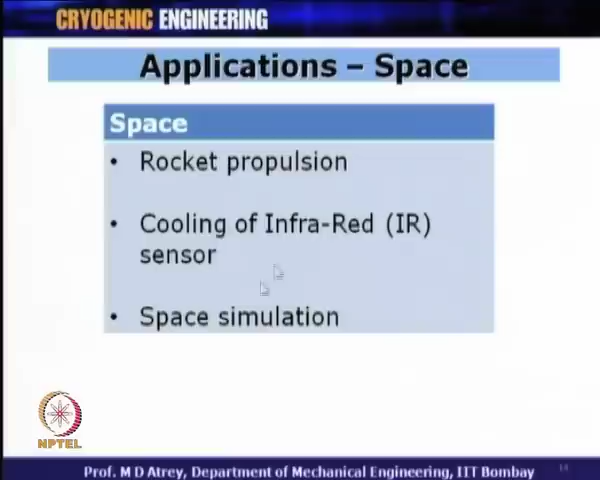 CRYOGENIC ENGINEERING
Applications – Space
Space
• Rocket propulsion
• Cooling of Infra-Red (IR)
sensor
• Space simulation
NPTEL
Prof. M D Atrey, Department of Mechanical Engineering, IIT Bombay